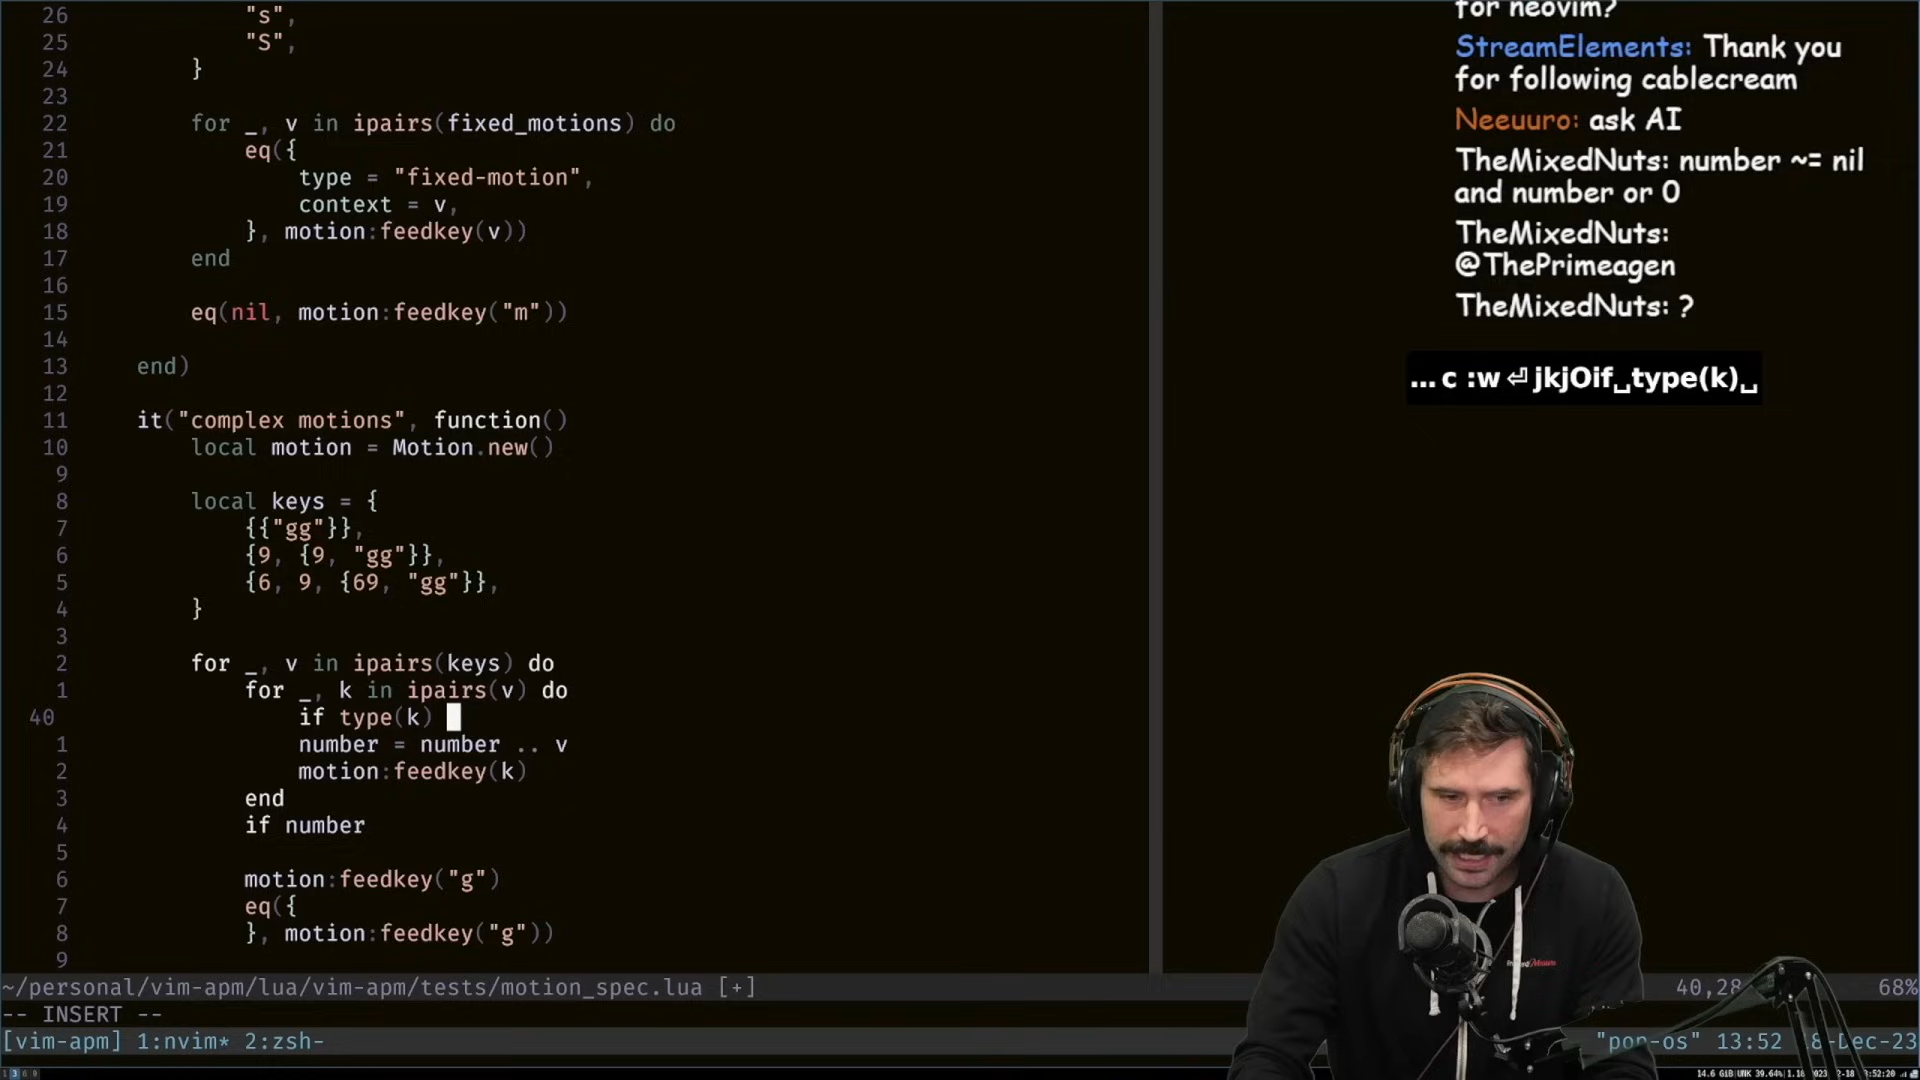 26 "s",
25 "S",
24 }
23
22 for _, v in ipairs(fixed_motions) do
21 eq({
20 type = "fixed-motion",
19 context = v,
18 }, motion:feedkey(v))
17 end
16
15 eq(nil, motion:feedkey("m"))
14
13 end)
12
11 it("complex motions", function()
10 local motion = Motion.new()
9
8 local keys = {
7 {{"gg"}},
6 {9, {9, "gg"}},
5 {6, 9, {69, "gg"}},
4 }
3
2 for _, v in ipairs(keys) do
1 for _, k in ipairs(v) do
40 if type(k)
1 number = number .. v
2 motion:feedkey(k)
3 end
4 if number
5
6 motion:feedkey("g")
7 eq({
8 }, motion:feedkey("g"))
9
~/personal/vim-apm/lua/vim-apm/tests/motion_spec.lua [+]
40,28
68%
-- INSERT --
[vim-apm] 1:nvim* 2:zsh-
"pop-os" 13:52
8-Dec-23
for neovim?
StreamElements: Thank you
for following cablecream
Neeuuro: ask AI
TheMixedNuts: number ~= nil
and number or 0
TheMixedNuts:
@ThePrimeagen
TheMixedNuts: ?
... c :w⏎jkjOif␣type(k)␣